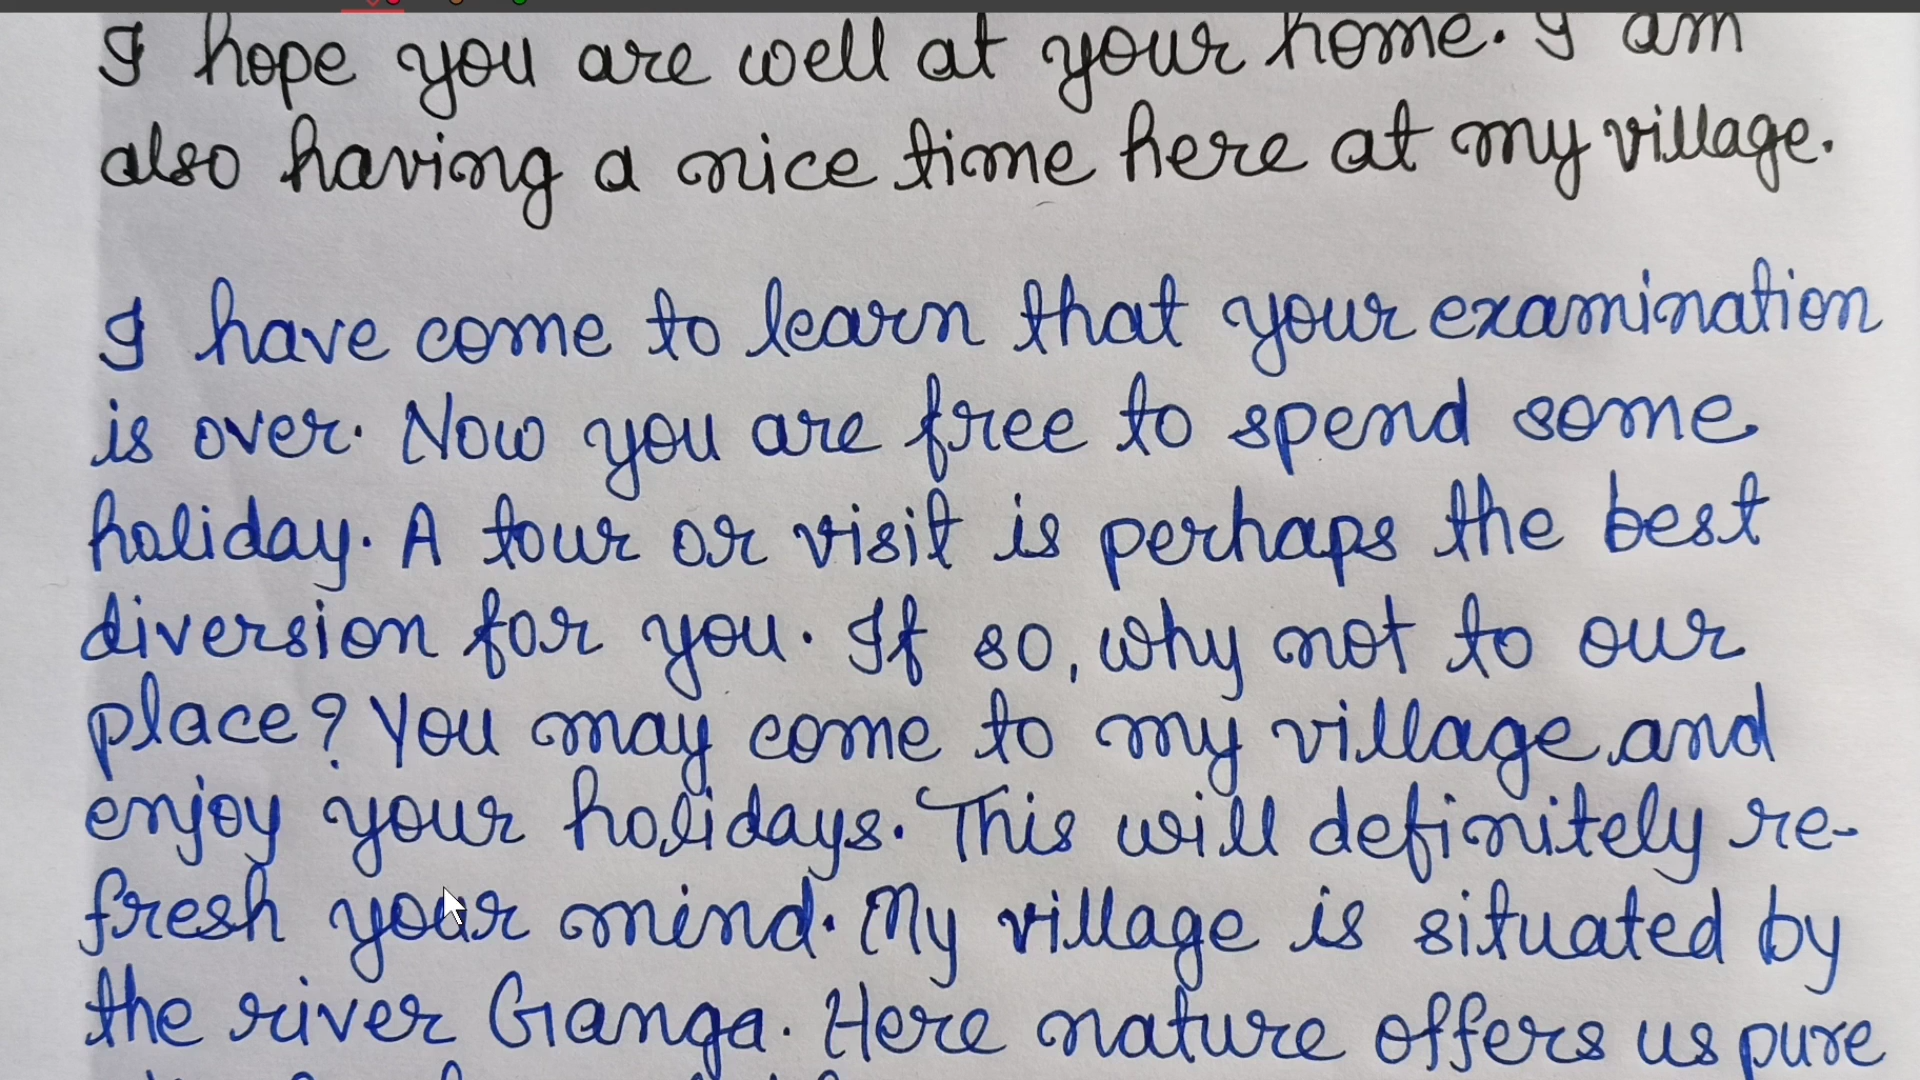 I hope you are well at your home. I am
also having a nice time here at my village.
I have come to learn that your examination
is over. Now you are free to spend some
holiday. A tour or visit is perhaps the best
diversion for you. If so, why not to our
place? You may come to my village and
enjoy your holidays. This will definitely re-
fresh your mind. My village is situated by
the river Ganga. Here nature offers us pure